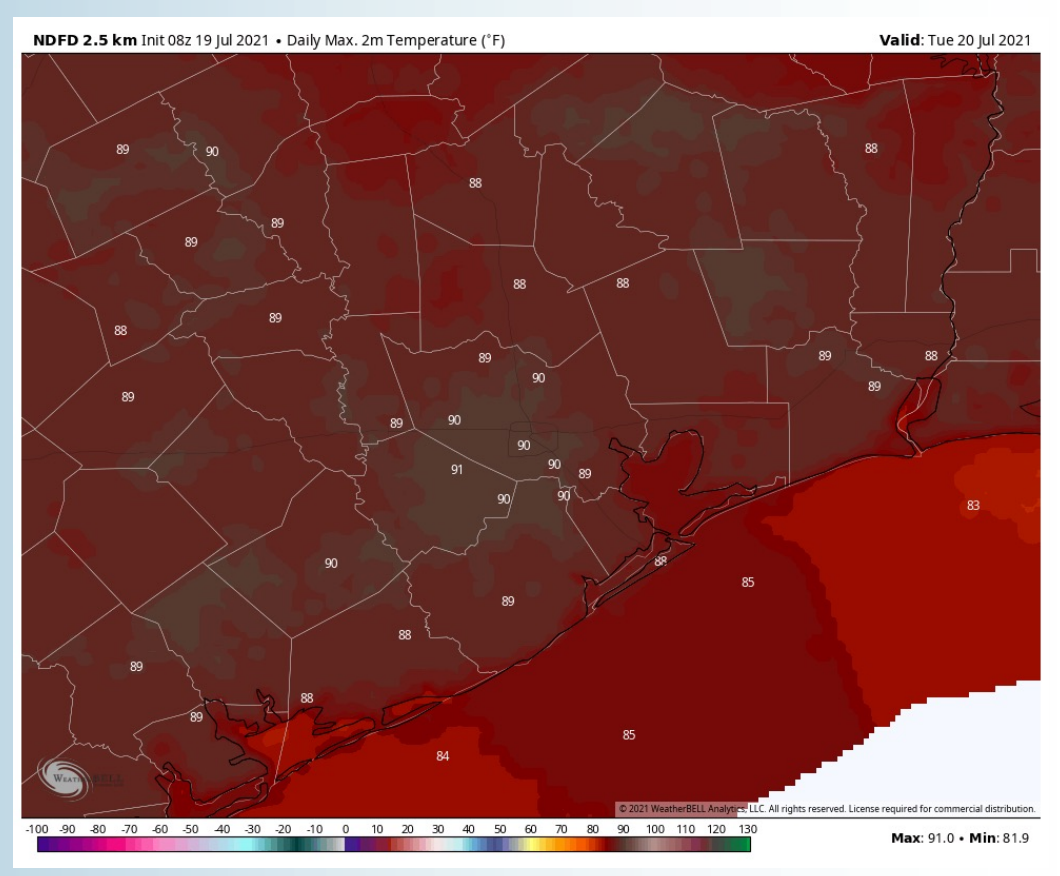 NDFD 2.5 km Init 08z 19 Jul 2021 • Daily Max. 2m Temperature (°F) Valid: Tue 20 Jul 2021
89 90 88
88
89
89
88 88
89
88
89 89 88
90 89
89
89 90
90
91 90 89
90 90 83
90 88
85
89
88
89
88
89
85
84
WEATHERBELL
© 2021 WeatherBELL Analytics, LLC. All rights reserved. License required for commercial distribution.
-100 -90 -80 -70 -60 -50 -40 -30 -20 -10 0 10 20 30 40 50 60 70 80 90 100 110 120 130
Max: 91.0 • Min: 81.9